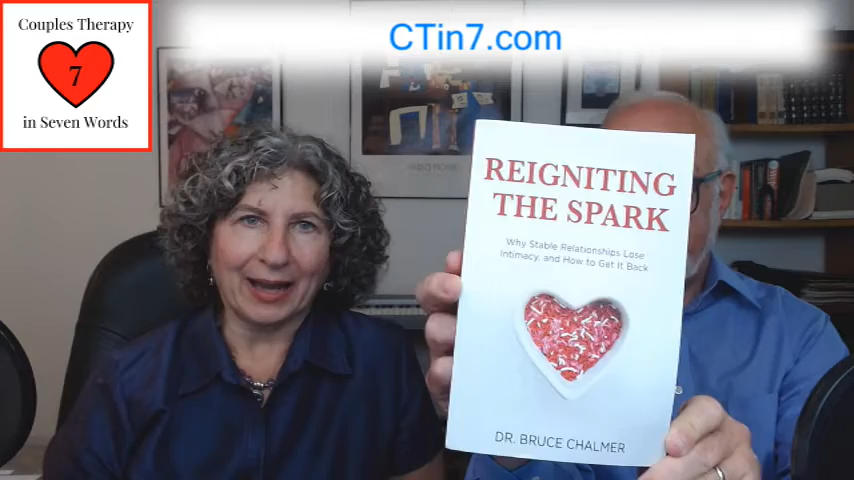 Couples Therapy
7
in Seven Words
CTin7.com
REIGNITING
THE SPARK
Why Stable Relationships Lose
Intimacy, and How to Get It Back
DR. BRUCE CHALMER